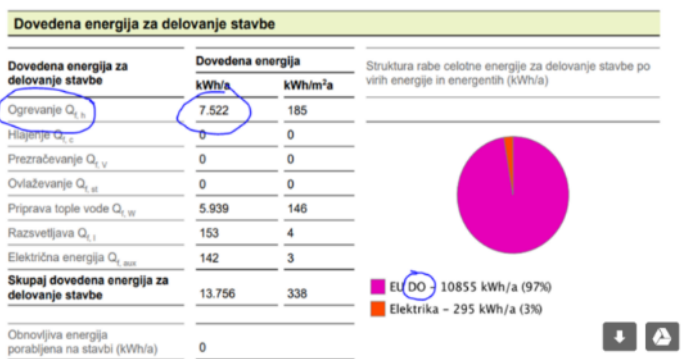 Dovedena energija za delovanje stavbe
Dovedena energija za delovanje stavbe
Dovedena energija
kWh/a kWh/m²a
Struktura rabe celotne energije za delovanje stavbe po
virih energije in energentih (kWh/a)
Ogrevanje Qf, h 7.522 185
Hlajenje Qf, c 0 0
Prezračevanje Qf, V 0 0
Ovlaževanje Qf, st 0 0
Priprava tople vode Qf, W 5.939 146
Razsvetljava Qf, l 153 4
Električna energija Qf, aux 142 3
Skupaj dovedena energija za
delovanje stavbe 13.756 338
EL DO – 10855 kWh/a (97%)
Elektrika – 295 kWh/a (3%)
Obnovljiva energija
porabljena na stavbi (kWh/a) 0